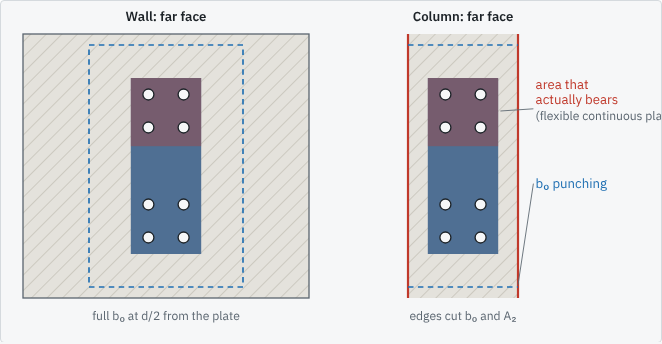 Wall: far face
Column: far face
area that
actually bears
(flexible continuous pla
b₀ punching
full b₀ at d/2 from the plate
edges cut b₀ and A₂